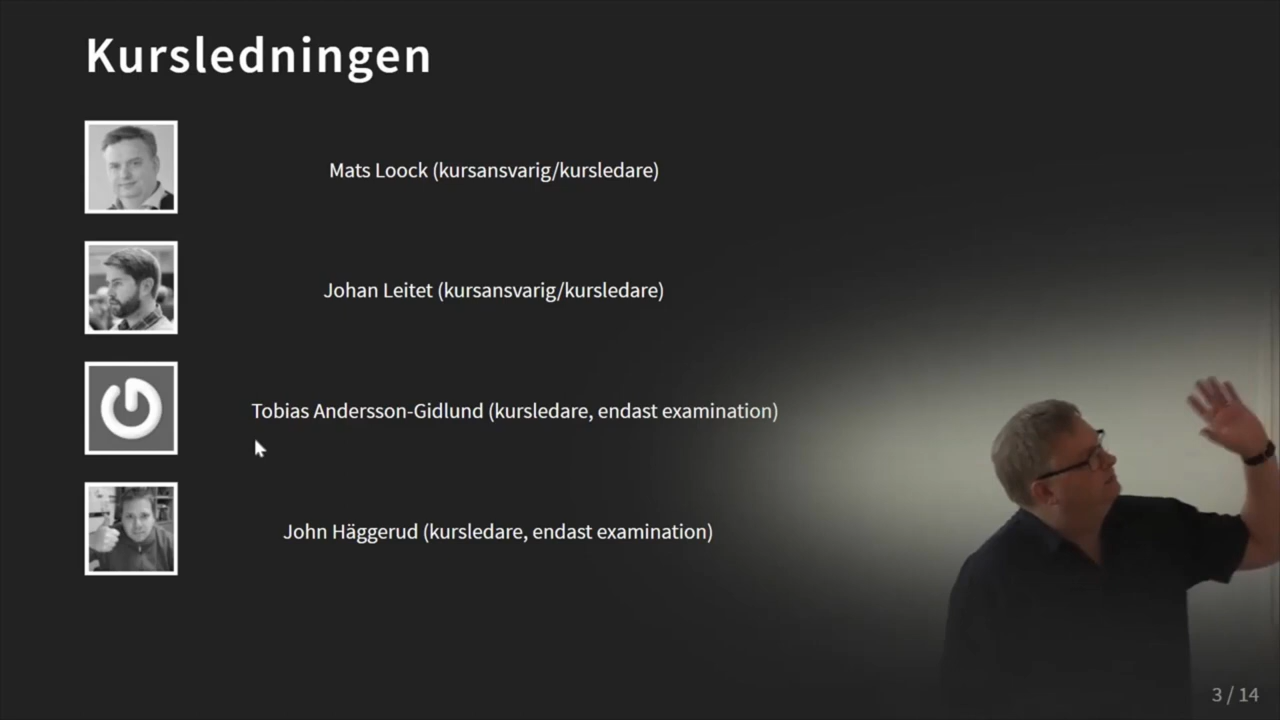 Kursledningen
Mats Loock (kursansvarig/kursledare)
Johan Leitet (kursansvarig/kursledare)
Tobias Andersson-Gidlund (kursledare, endast examination)
John Häggerud (kursledare, endast examination)
3 / 14